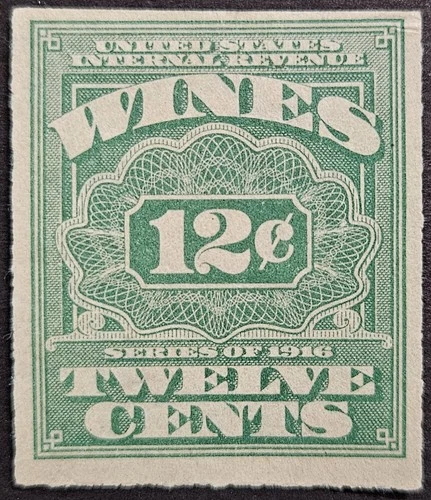 UNITED STATES
INTERNAL REVENUE
WINES
12¢
SERIES OF 1916
TWELVE
CENTS